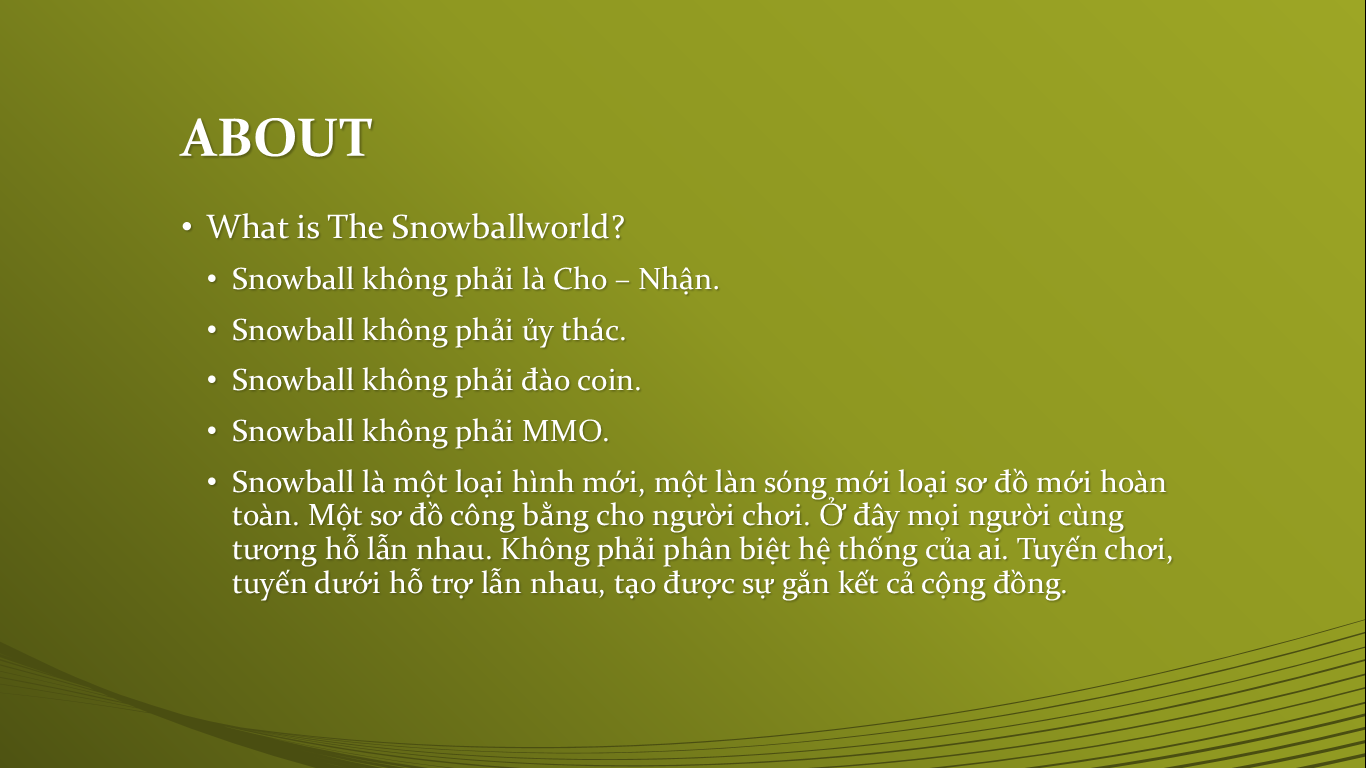 ABOUT
• What is The Snowballworld?
• Snowball không phải là Cho – Nhận.
• Snowball không phải ủy thác.
• Snowball không phải đào coin.
• Snowball không phải MMO.
• Snowball là một loại hình mới, một làn sóng mới loại sơ đồ mới hoàn
toàn. Một sơ đồ công bằng cho người chơi. Ở đây mọi người cùng
tương hỗ lẫn nhau. Không phải phân biệt hệ thống của ai. Tuyến chơi,
tuyến dưới hỗ trợ lẫn nhau, tạo được sự gắn kết cả cộng đồng.